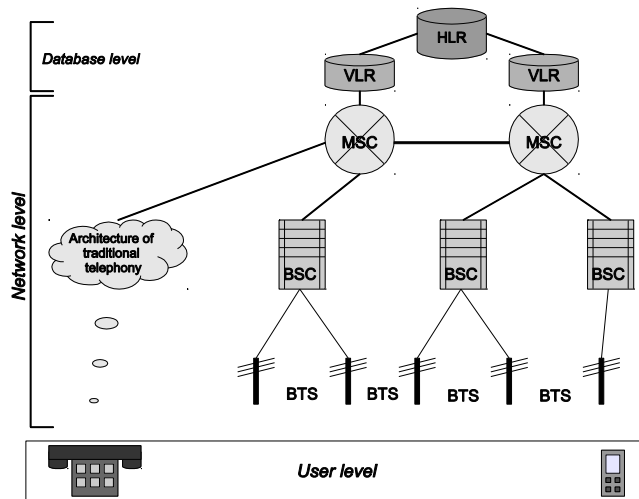 HLR
Database level
VLR
VLR
MSC
MSC
Network level
Architecture of
traditional
telephony
BSC
BSC
BSC
BTS
BTS
BTS
BTS
User level